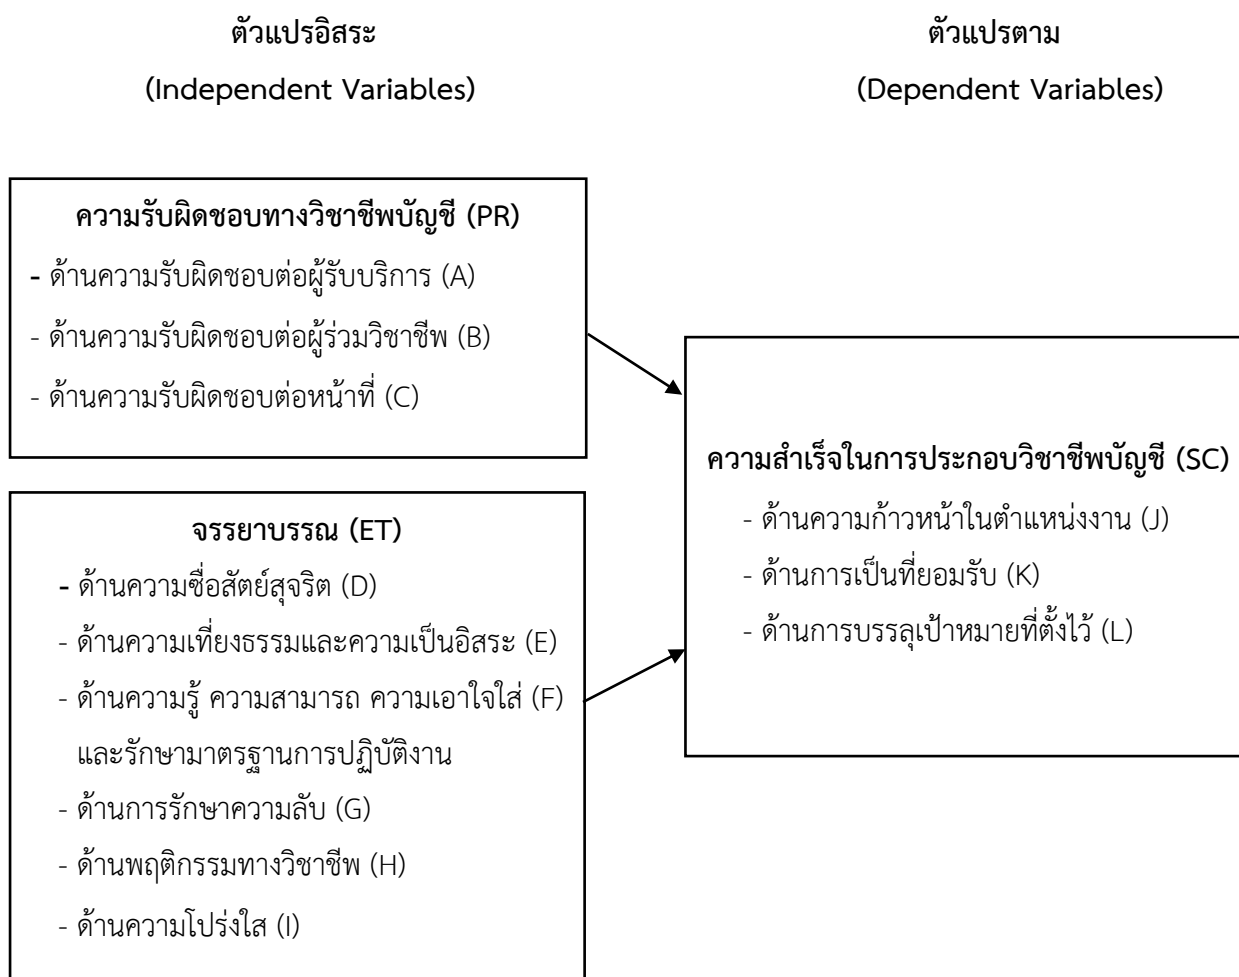 ตัวแปรอิสระ
(Independent Variables)
ตัวแปรตาม
(Dependent Variables)
ความรับผิดชอบทางวิชาชีพบัญชี (PR)
- ด้านความรับผิดชอบต่อผู้รับบริการ (A)
- ด้านความรับผิดชอบต่อผู้ร่วมวิชาชีพ (B)
- ด้านความรับผิดชอบต่อหน้าที่ (C)
จรรยาบรรณ (ET)
- ด้านความซื่อสัตย์สุจริต (D)
- ด้านความเที่ยงธรรมและความเป็นอิสระ (E)
- ด้านความรู้ ความสามารถ ความเอาใจใส่ (F)
และรักษามาตรฐานการปฏิบัติงาน
- ด้านการรักษาความลับ (G)
- ด้านพฤติกรรมทางวิชาชีพ (H)
- ด้านความโปร่งใส (I)
ความสำเร็จในการประกอบวิชาชีพบัญชี (SC)
- ด้านความก้าวหน้าในตำแหน่งงาน (J)
- ด้านการเป็นที่ยอมรับ (K)
- ด้านการบรรลุเป้าหมายที่ตั้งไว้ (L)